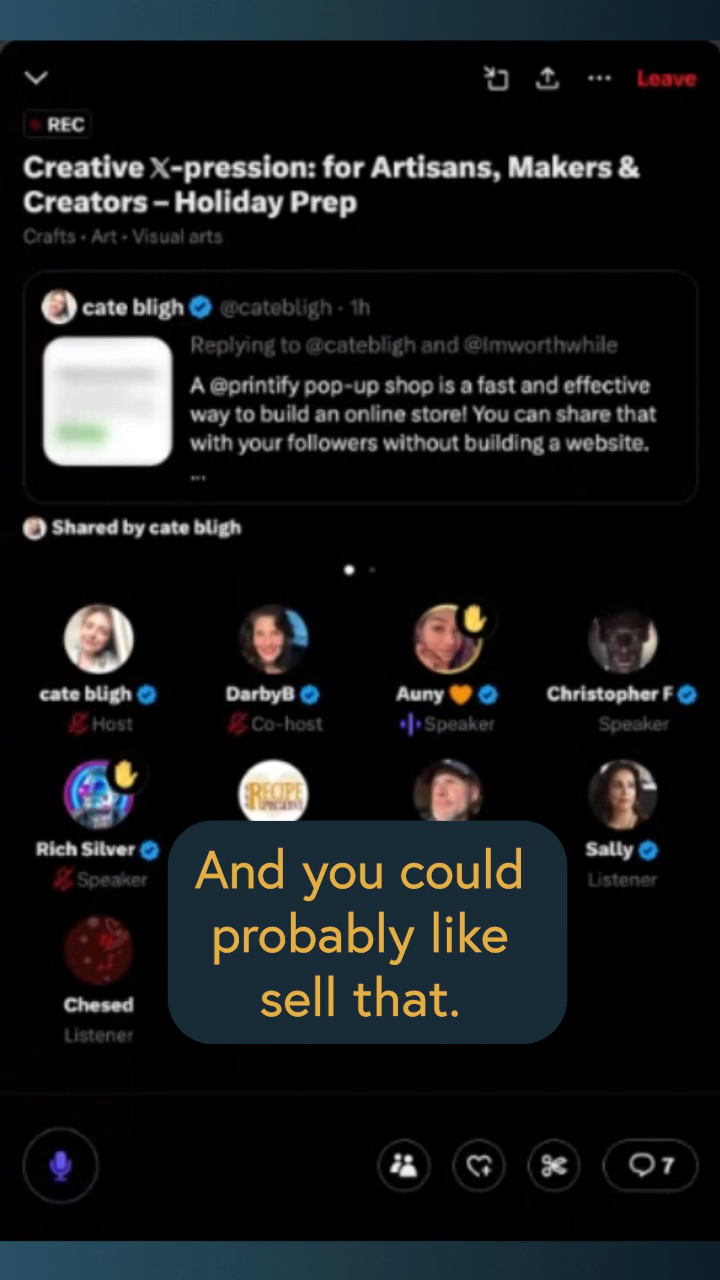 Leave
REC
Creative 𝕏-pression: for Artisans, Makers &
Creators – Holiday Prep
Crafts · Art · Visual arts
cate bligh @catebligh · 1h
Replying to @catebligh and @Imworthwhile
A @printify pop-up shop is a fast and effective
way to build an online store! You can share that
with your followers without building a website.
...
Shared by cate bligh
cate bligh DarbyB Auny 🧡 Christopher F
Host Co-host Speaker Speaker
RECIPE
Rich Silver Sally
Speaker Listener
And you could
probably like
sell that.
Chesed
Listener
7